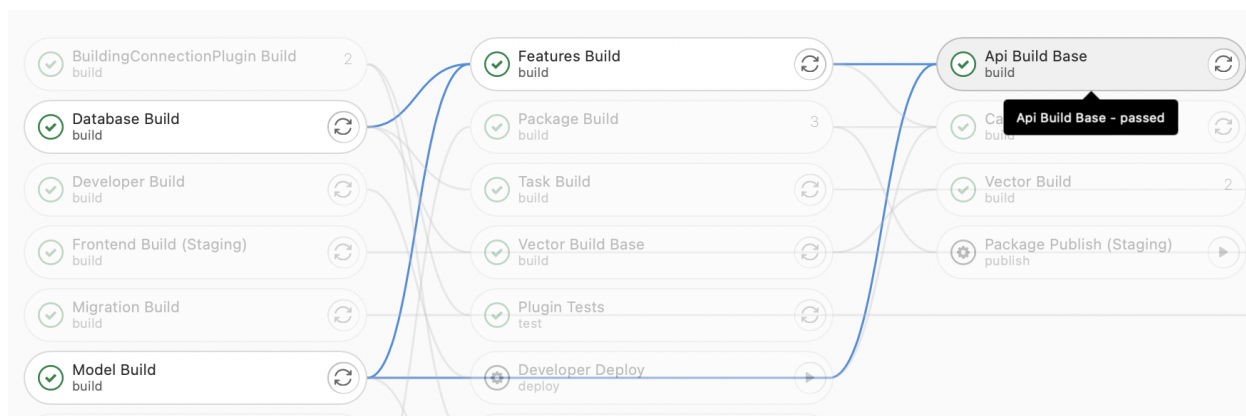 BuildingConnectionPlugin Build 2
build
Database Build
build
Developer Build
build
Frontend Build (Staging)
build
Migration Build
build
Model Build
build
Features Build
build
Package Build 3
build
Task Build
build
Vector Build Base
build
Plugin Tests
test
Developer Deploy
deploy
Api Build Base
build
Api Build Base - passed
Vector Build 2
build
Package Publish (Staging)
publish